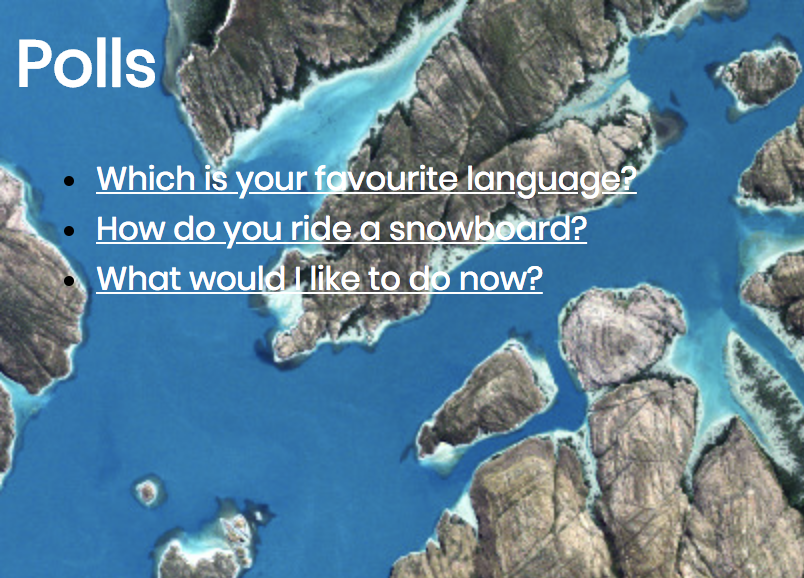 Polls
Which is your favourite language?
How do you ride a snowboard?
What would I like to do now?